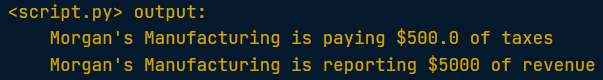 <script.py> output:
Morgan's Manufacturing is paying $500.0 of taxes
Morgan's Manufacturing is reporting $5000 of revenue